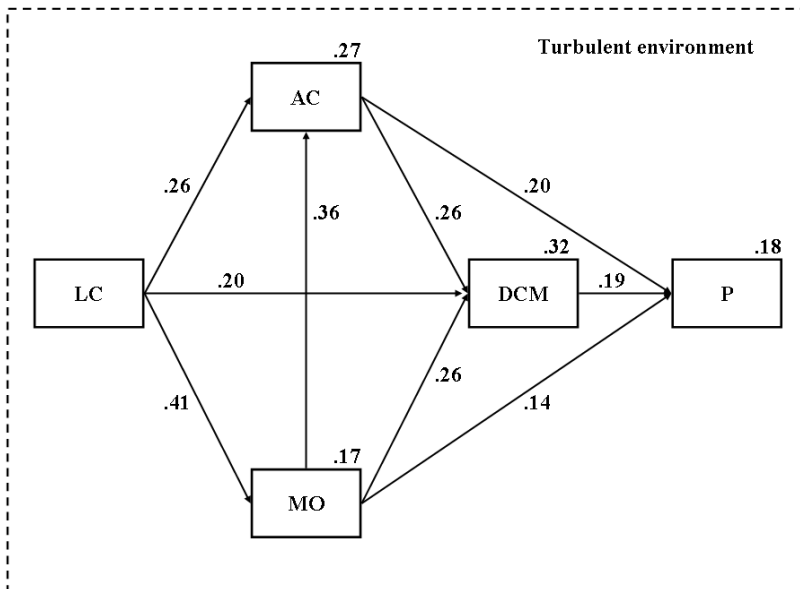 .27
Turbulent environment
AC
.26
.36
.26
.20
.32
.18
LC
.20
DCM
.19
P
.41
.26
.14
.17
MO